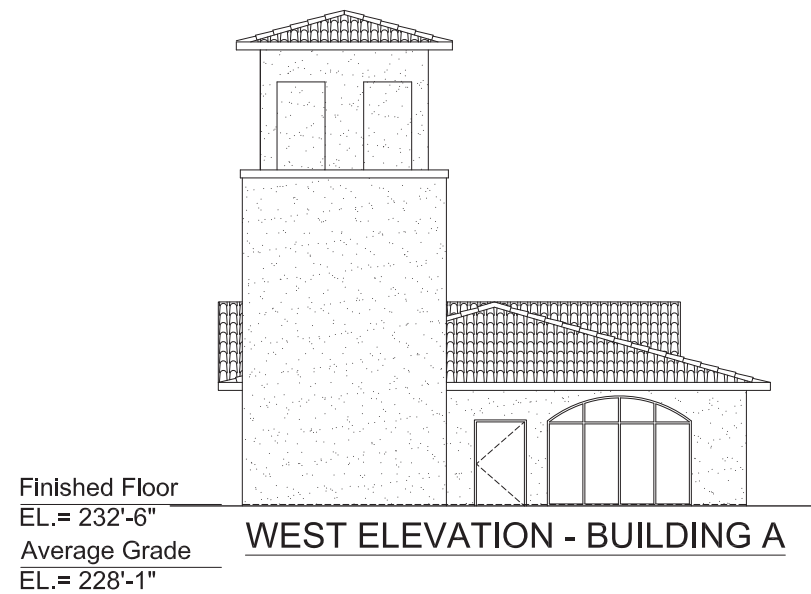 Finished Floor
EL.= 232'-6"
Average Grade
EL.= 228'-1"
WEST ELEVATION - BUILDING A